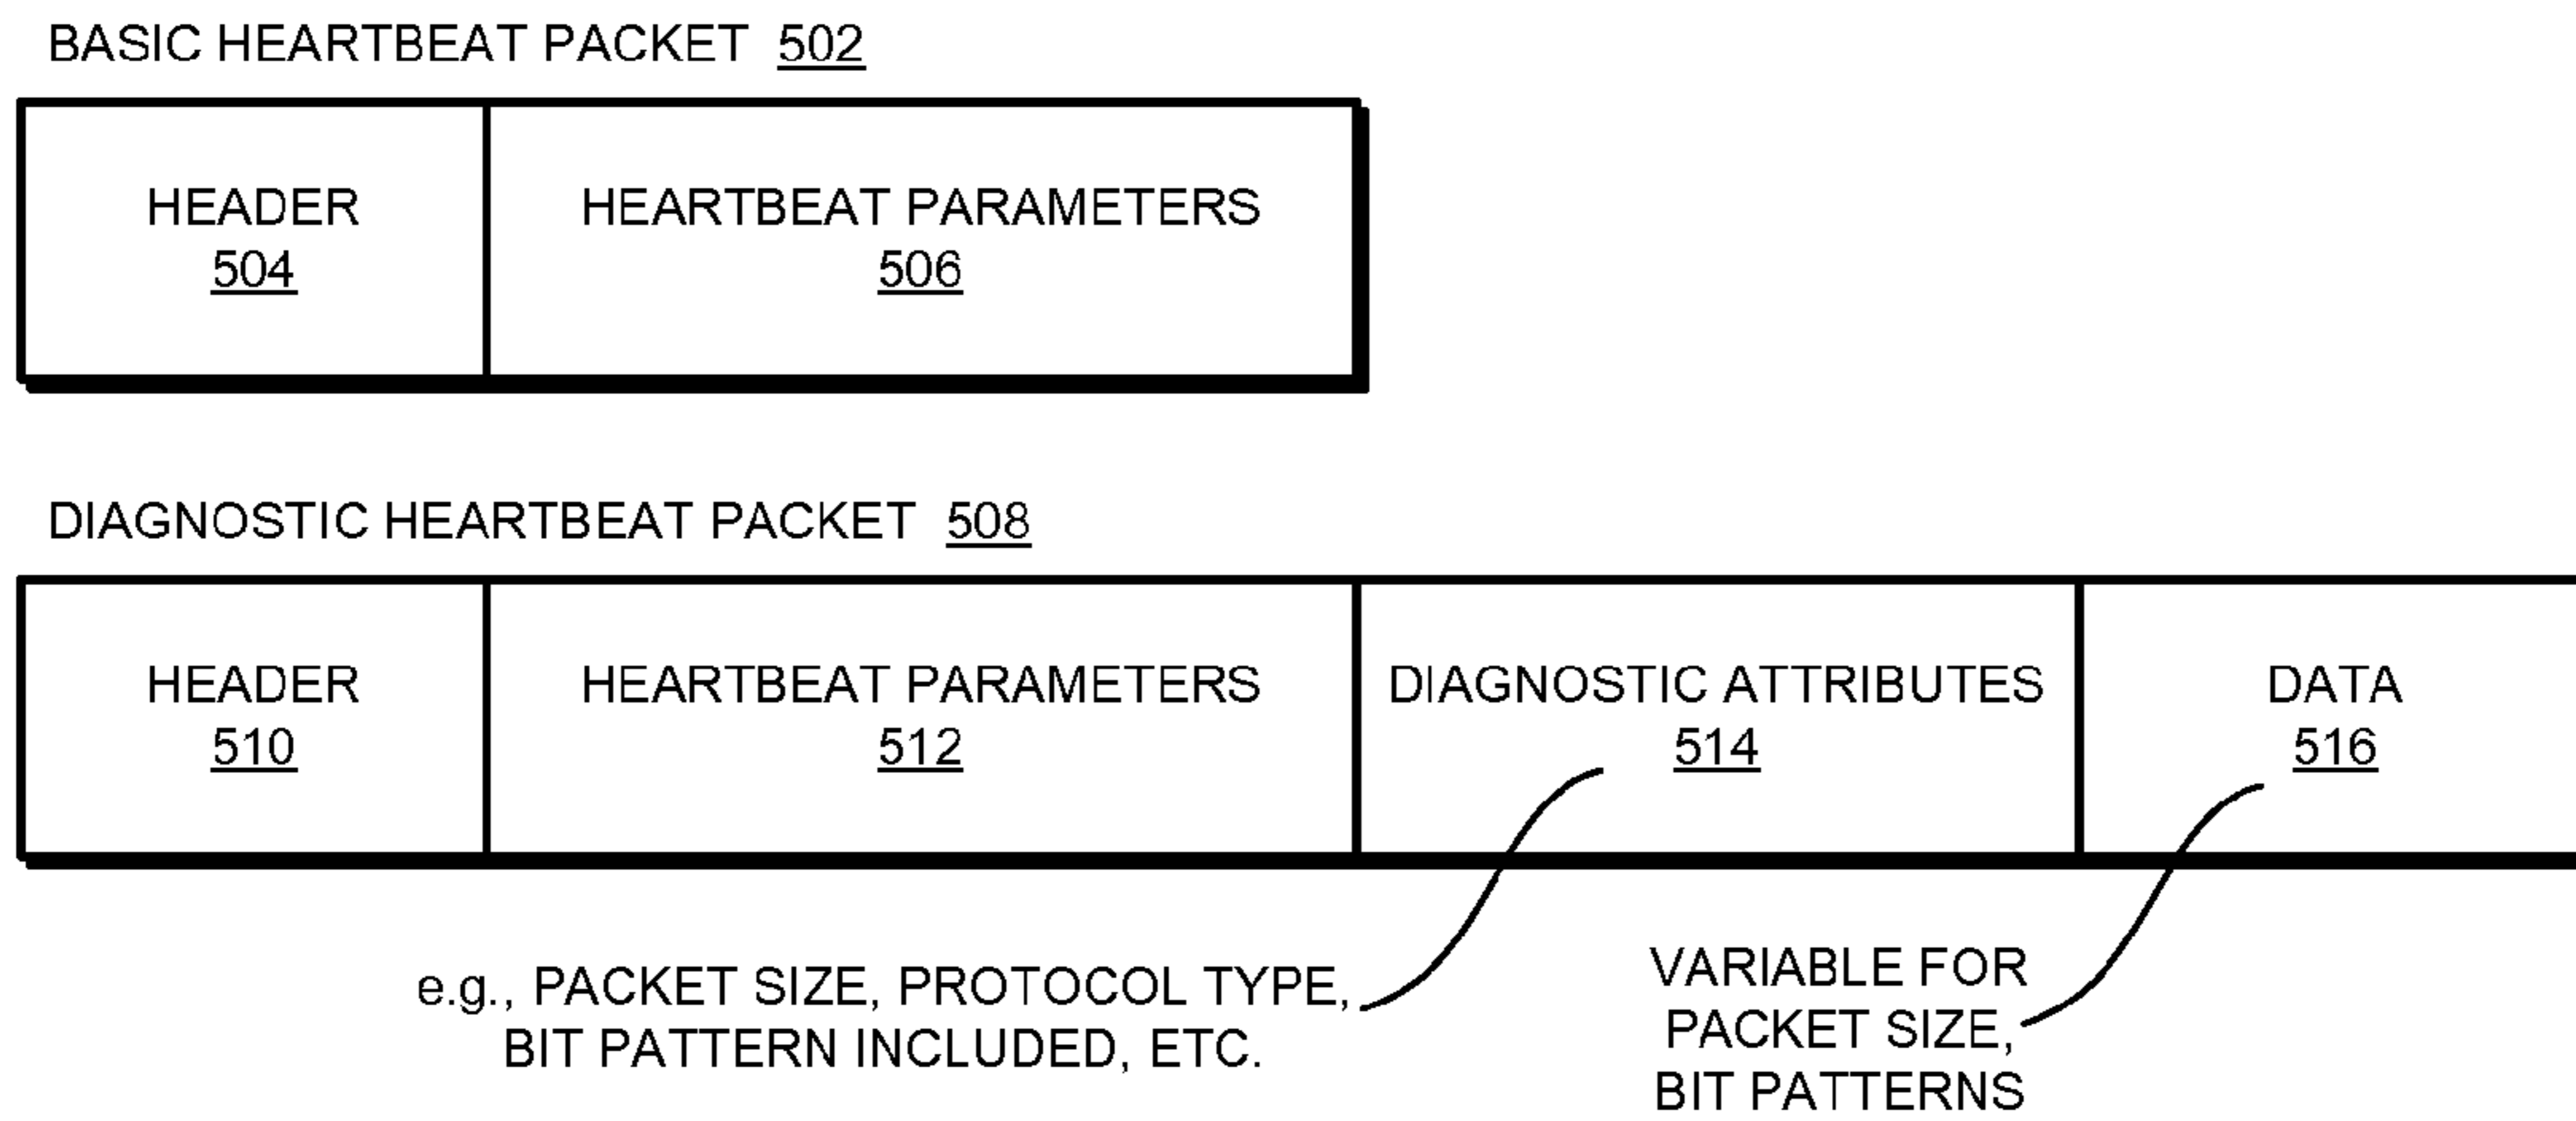 BASIC HEARTBEAT PACKET 502
HEADER
504
HEARTBEAT PARAMETERS
506
DIAGNOSTIC HEARTBEAT PACKET 508
HEADER
510
HEARTBEAT PARAMETERS
512
DIAGNOSTIC ATTRIBUTES
514
DATA
516
e.g., PACKET SIZE, PROTOCOL TYPE,
BIT PATTERN INCLUDED, ETC.
VARIABLE FOR
PACKET SIZE,
BIT PATTERNS